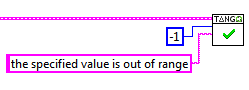 TANGO
-1
the specified value is out of range